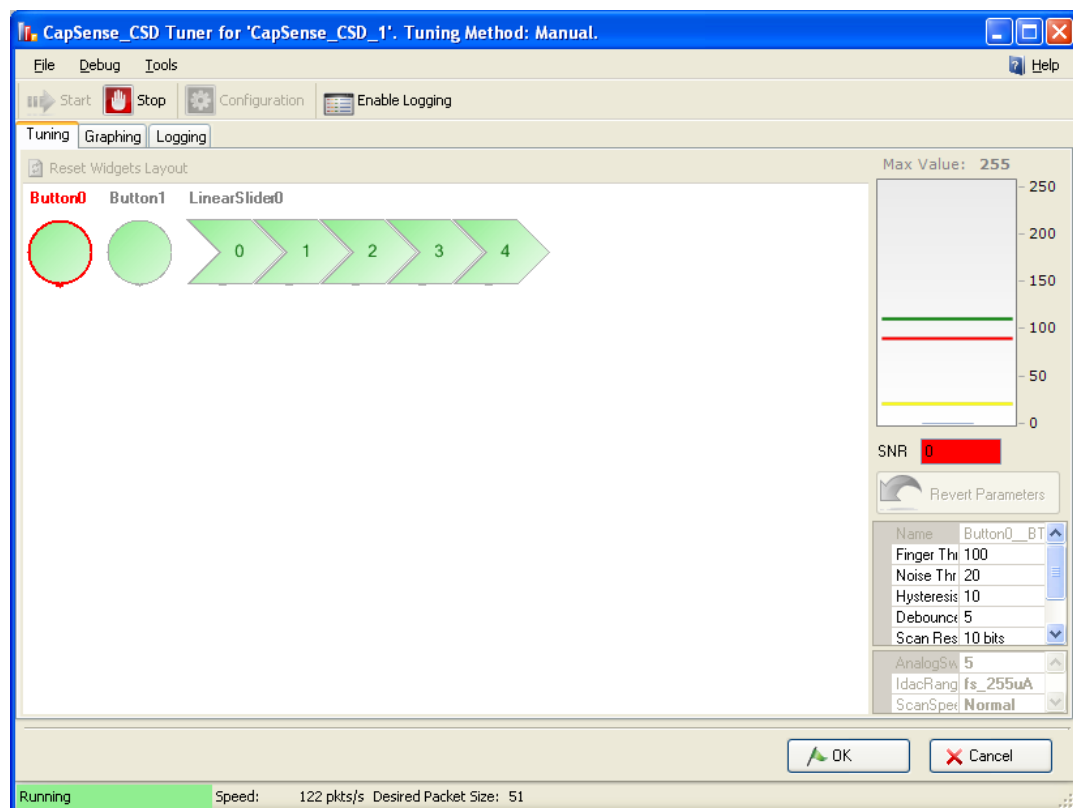 CapSense_CSD Tuner for 'CapSense_CSD_1'. Tuning Method: Manual.
File Debug Tools Help
Start Stop Configuration Enable Logging
Tuning Graphing Logging
Reset Widgets Layout
Max Value: 255
Button0 Button1 LinearSlider0
0 1 2 3 4
250
200
150
100
50
0
SNR 0
Revert Parameters
Name Button0__BT
Finger Thr 100
Noise Thr 20
Hysteresis 10
Debounce 5
Scan Res 10 bits
AnalogSw 5
IdacRang fs_255uA
ScanSpee Normal
OK Cancel
Running Speed: 122 pkts/s Desired Packet Size: 51